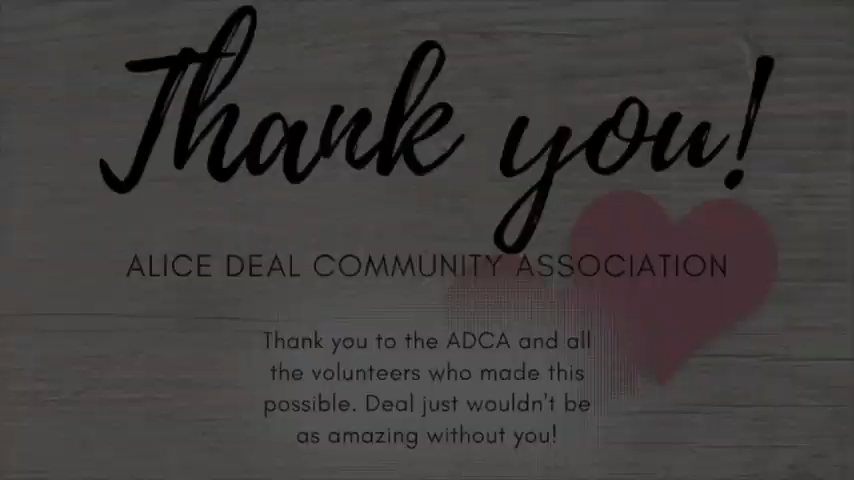 Thank you!
ALICE DEAL COMMUNITY ASSOCIATION
Thank you to the ADCA and all
the volunteers who made this
possible. Deal just wouldn't be
as amazing without you!